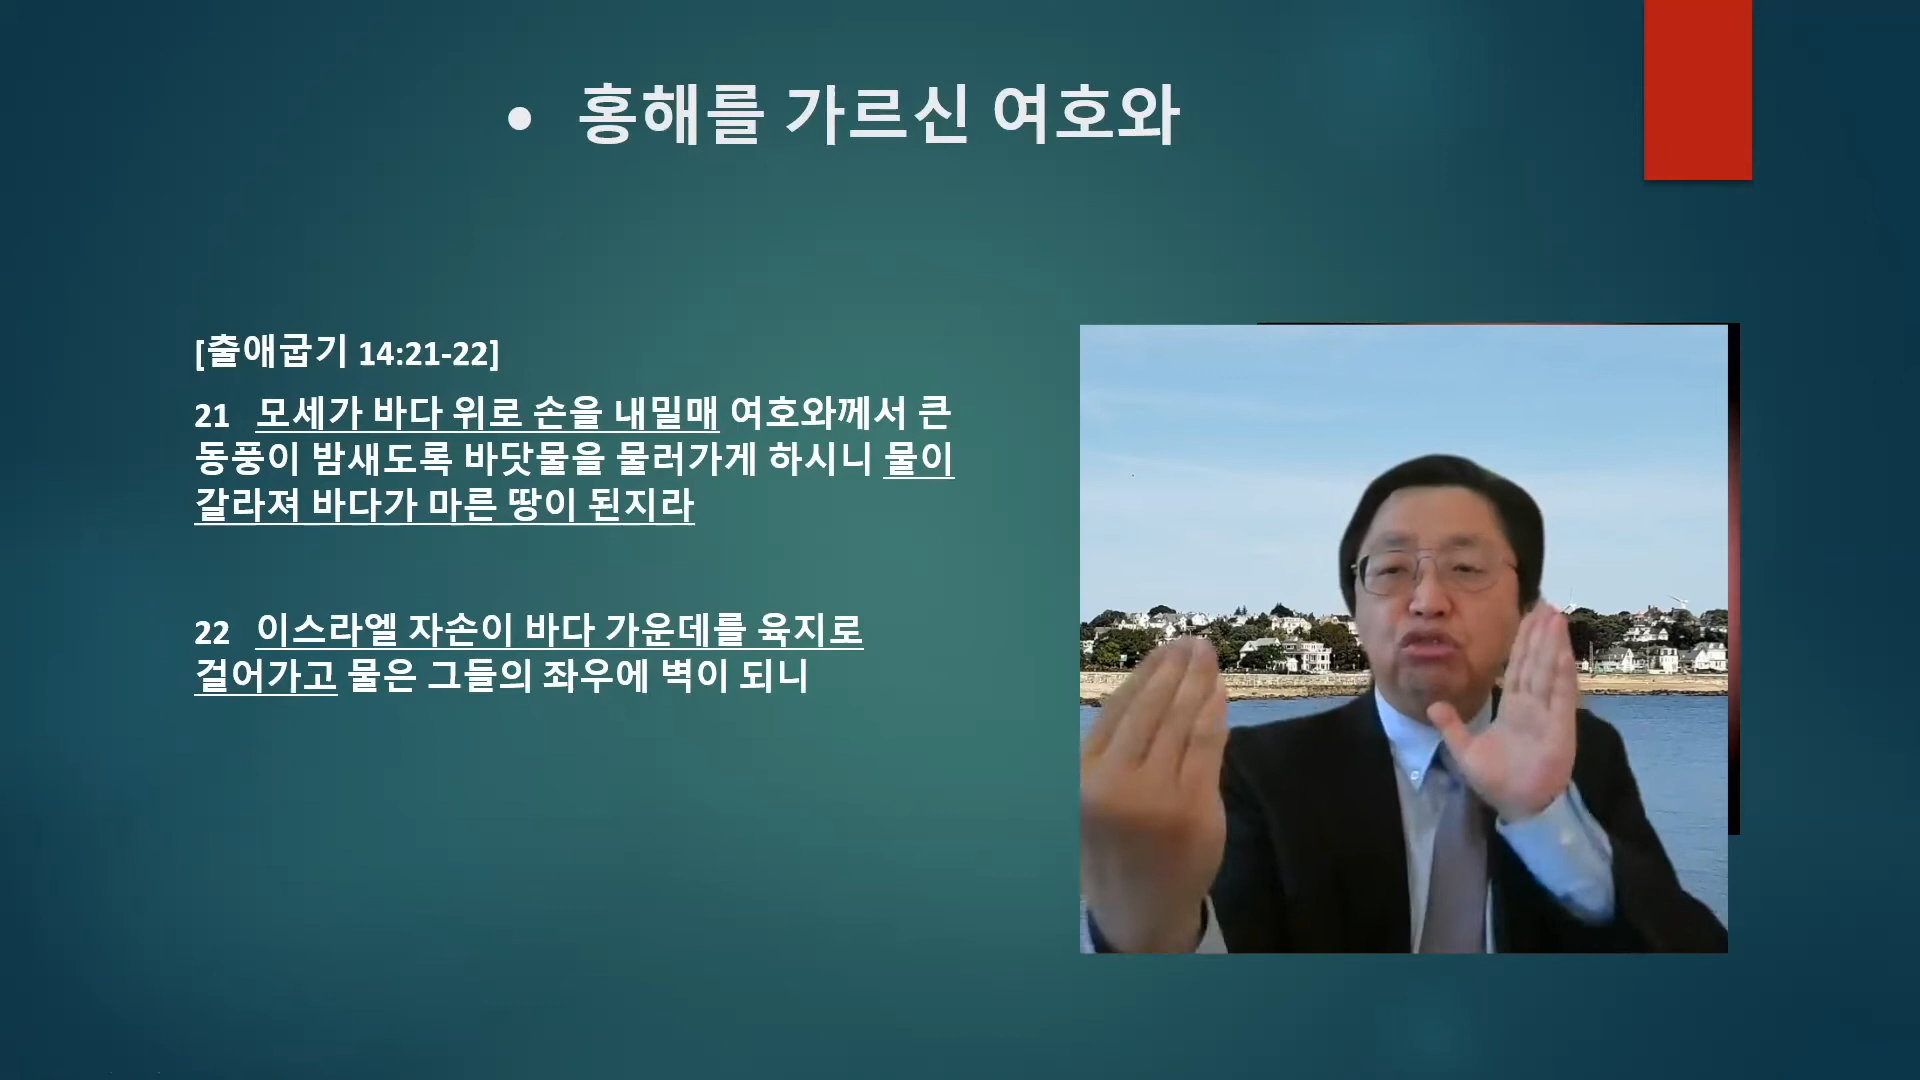 • 홍해를 가르신 여호와
[출애굽기 14:21-22]
21 모세가 바다 위로 손을 내밀매 여호와께서 큰
동풍이 밤새도록 바닷물을 물러가게 하시니 물이
갈라져 바다가 마른 땅이 된지라
22 이스라엘 자손이 바다 가운데를 육지로
걸어가고 물은 그들의 좌우에 벽이 되니